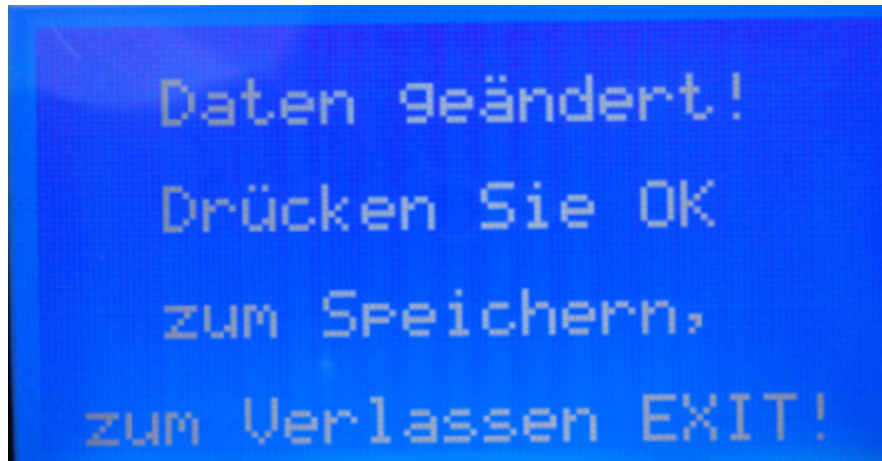 Daten geändert!
Drücken Sie OK
zum Speichern,
zum Verlassen EXIT!